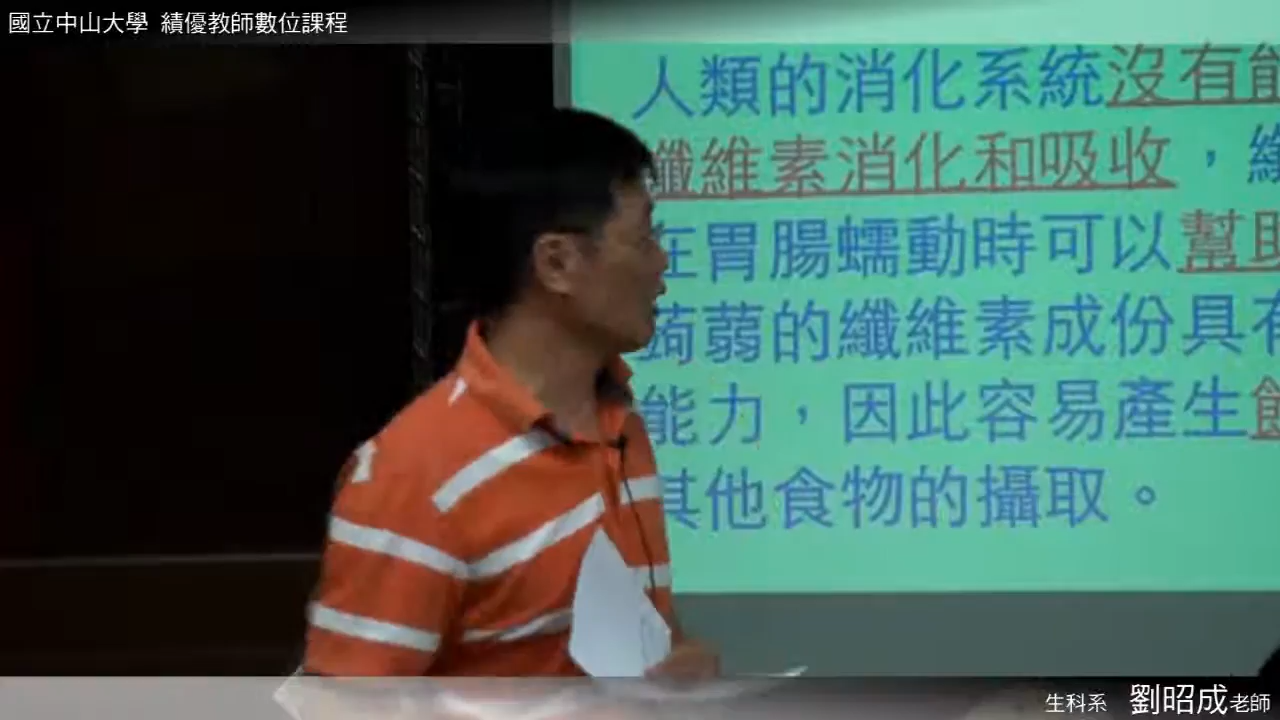 國立中山大學 績優教師數位課程
人類的消化系統沒有能
纖維素消化和吸收,
在胃腸蠕動時可以幫助
蒟蒻的纖維素成份具有
能力,因此容易產生
其他食物的攝取。
生科系 劉昭成老師